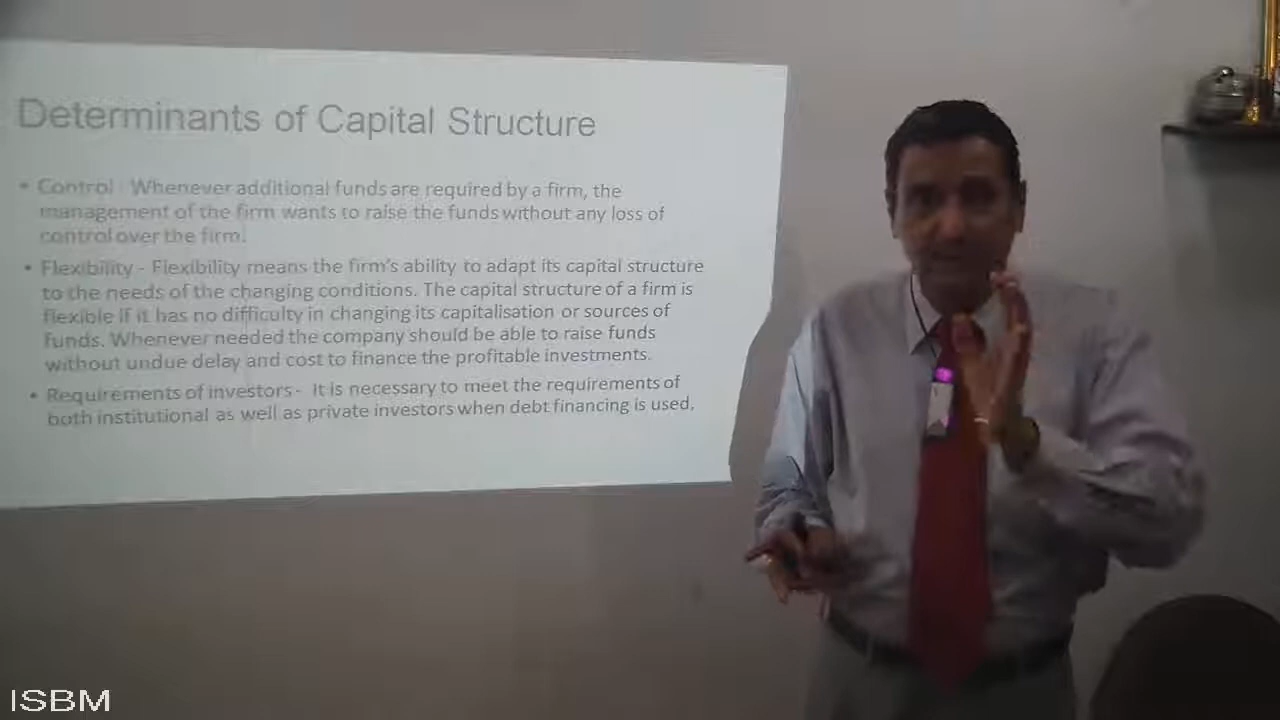 Determinants of Capital Structure
• Control - Whenever additional funds are required by a firm, the
management of the firm wants to raise the funds without any loss of
control over the firm.
• Flexibility - Flexibility means the firm's ability to adapt its capital structure
to the needs of the changing conditions. The capital structure of a firm is
flexible if it has no difficulty in changing its capitalisation or sources of
funds. Whenever needed the company should be able to raise funds
without undue delay and cost to finance the profitable investments.
• Requirements of investors - It is necessary to meet the requirements of
both institutional as well as private investors when debt financing is used.
ISBM